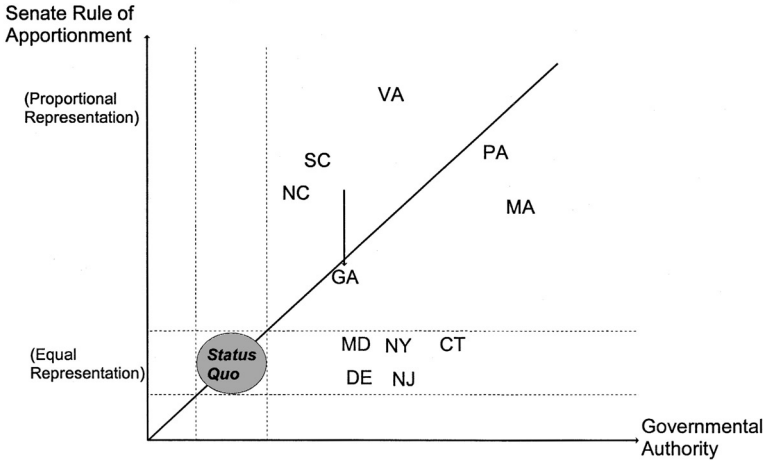 Senate Rule of
Apportionment
(Proportional
Representation)
VA
PA
SC
NC
MA
GA
(Equal
Representation)
Status
Quo
MD NY CT
DE NJ
Governmental
Authority